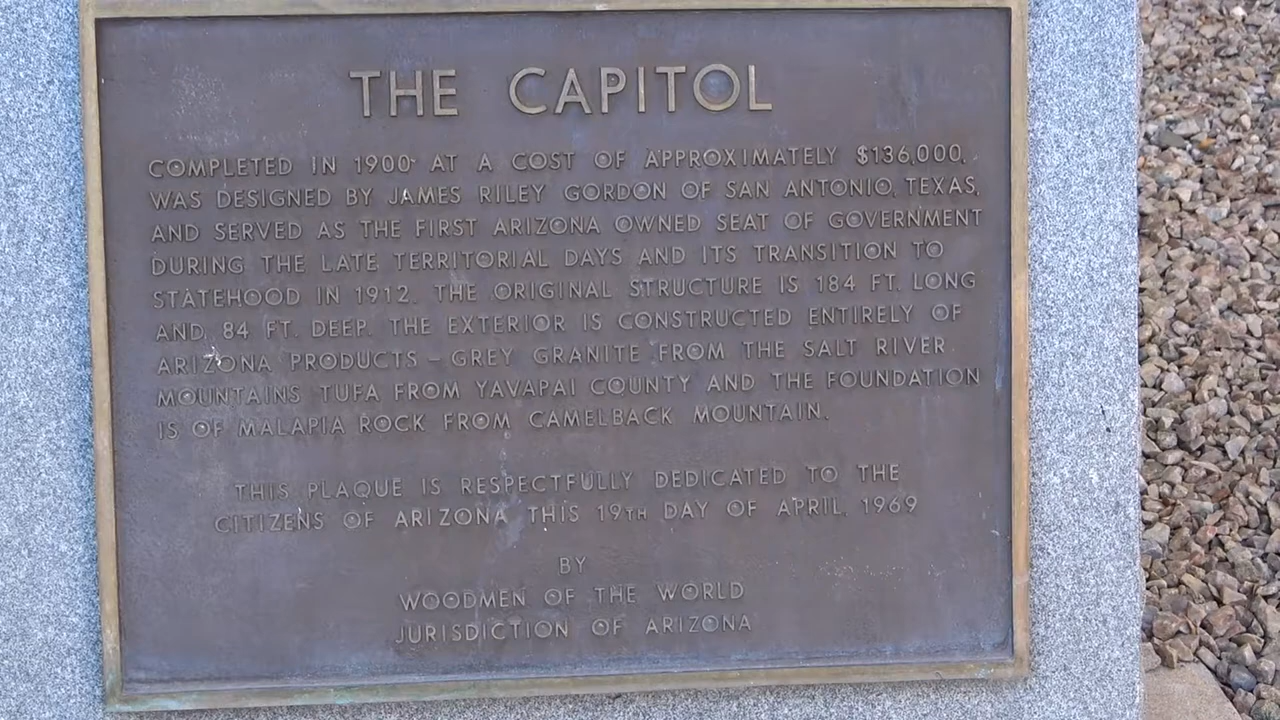 THE CAPITOL
COMPLETED IN 1900 AT A COST OF APPROXIMATELY $136,000,
WAS DESIGNED BY JAMES RILEY GORDON OF SAN ANTONIO, TEXAS,
AND SERVED AS THE FIRST ARIZONA OWNED SEAT OF GOVERNMENT
DURING THE LATE TERRITORIAL DAYS AND ITS TRANSITION TO
STATEHOOD IN 1912. THE ORIGINAL STRUCTURE IS 184 FT. LONG
AND 84 FT. DEEP. THE EXTERIOR IS CONSTRUCTED ENTIRELY OF
ARIZONA PRODUCTS – GREY GRANITE FROM THE SALT RIVER
MOUNTAINS TUFA FROM YAVAPAI COUNTY AND THE FOUNDATION
IS OF MALAPIA ROCK FROM CAMELBACK MOUNTAIN.
THIS PLAQUE IS RESPECTFULLY DEDICATED TO THE
CITIZENS OF ARIZONA THIS 19TH DAY OF APRIL, 1969
BY
WOODMEN OF THE WORLD
JURISDICTION OF ARIZONA